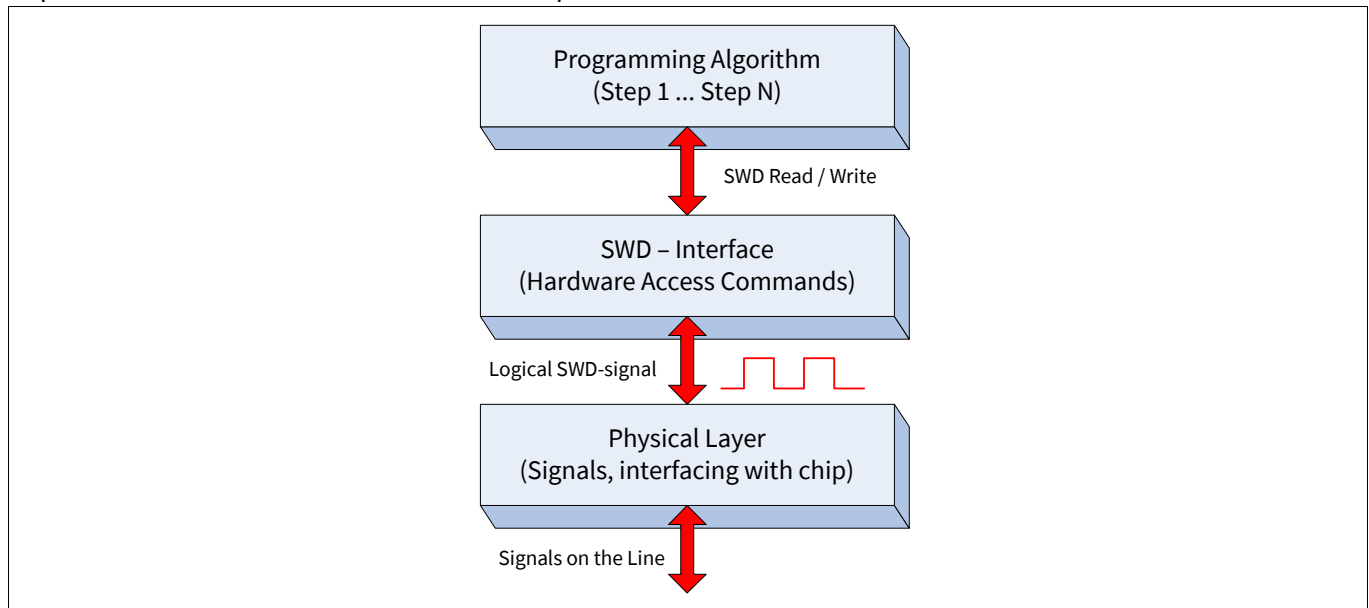 Programming Algorithm
(Step 1 ... Step N)
SWD Read / Write
SWD – Interface
(Hardware Access Commands)
Logical SWD-signal
Physical Layer
(Signals, interfacing with chip)
Signals on the Line